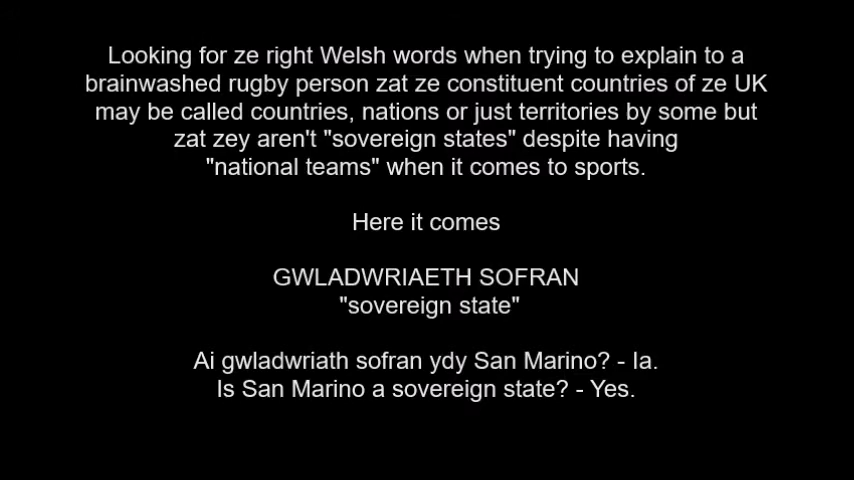 Looking for ze right Welsh words when trying to explain to a
brainwashed rugby person zat ze constituent countries of ze UK
may be called countries, nations or just territories by some but
zat zey aren't "sovereign states" despite having
"national teams" when it comes to sports.
Here it comes
GWLADWRIAETH SOFRAN
"sovereign state"
Ai gwladwriath sofran ydy San Marino? - Ia.
Is San Marino a sovereign state? - Yes.